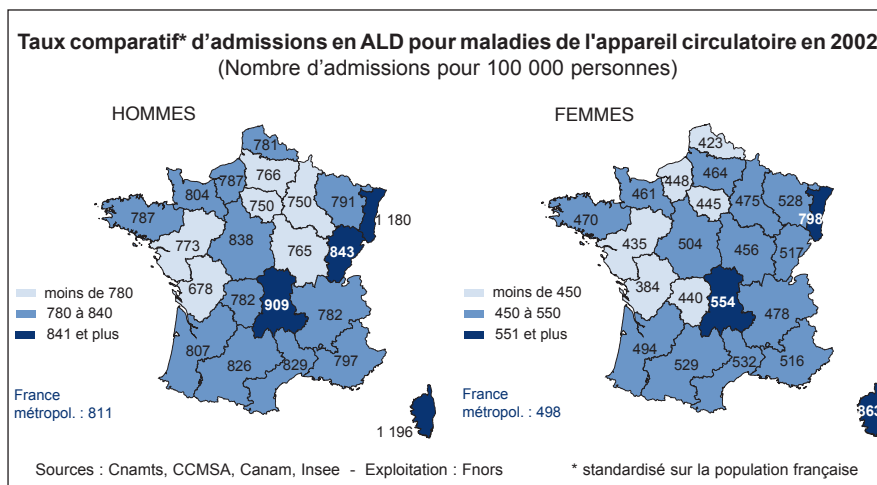 Taux comparatif* d'admissions en ALD pour maladies de l'appareil circulatoire en 2002
(Nombre d'admissions pour 100 000 personnes)
HOMMES
781
766
787
804
750
750
791
1 180
787
773
838
765
843
678
782
909
782
807
826
829
797
1 196
moins de 780
780 à 840
841 et plus
France
métropol. : 811
FEMMES
423
464
448
461
445
475
528
798
470
435
504
456
517
384
440
554
478
494
529
532
516
863
moins de 450
450 à 550
551 et plus
France
métropol. : 498
Sources : Cnamts, CCMSA, Canam, Insee - Exploitation : Fnors
* standardisé sur la population française